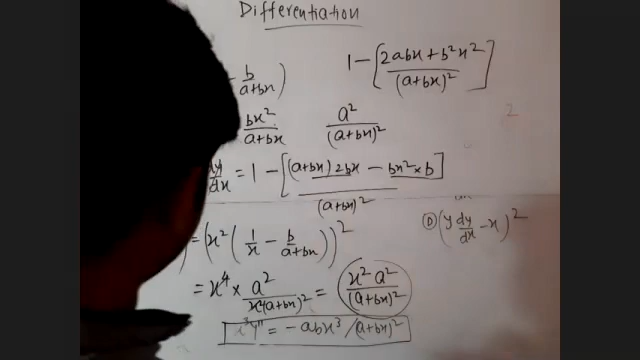 Differentiation
- b/(a+bx))
1 - [(2abx + b²x²)/(a+bx)²]
bx²/(a+bx)
a²/(a+bx)²
dy/dx = 1 - [((a+bx) 2bx - bx² × b)/(a+bx)²]
= (x² (1/x - b/(a+bx)))²
Ⓓ (y dy/dx - x)²
= x⁴ × a²/(x²(a+bx)²) = x²a²/(a+bx)²
x³y" = - abx³/(a+bx)²
2